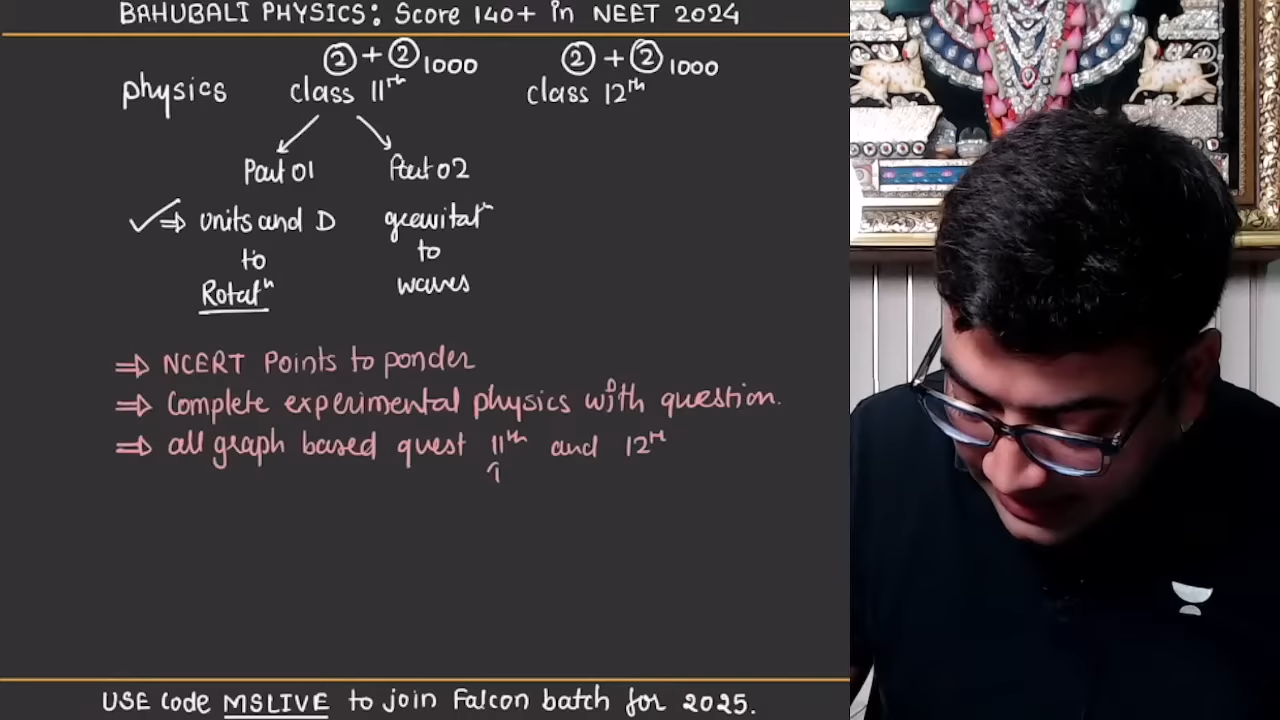 BAHUBALI PHYSICS: Score 140+ in NEET 2024
② + ② 1000 ② + ② 1000
physics class 11th class 12th
Part 01 Part 02
✓ ⇒ Units and D gravitatⁿ
to to
Rotatⁿ waves
⇒ NCERT Points to ponder
⇒ Complete experimental physics with question.
⇒ all graph based quest 11th and 12th
USE Code MSLIVE to join Falcon batch for 2025.